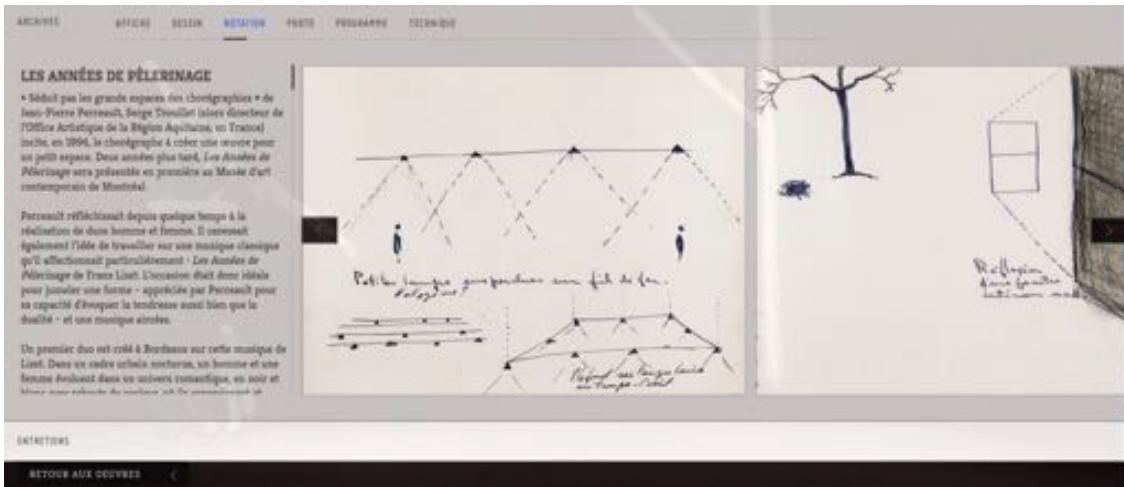 ARCHIVES AFFICHE DESSIN NOTATION PHOTO PROGRAMME TECHNIQUE
LES ANNÉES DE PÈLERINAGE
« Séduit pas les grands espaces des chorégraphies » de
Jean-Pierre Perreault, Serge Trouillet (alors directeur de
l'Office Artistique de la Région Aquitaine, en France)
incite, en 1994, le chorégraphe à créer une œuvre pour
un petit espace. Deux années plus tard, Les Années de
Pèlerinage sera présentée en première au Musée d'art
contemporain de Montréal.
Perreault réfléchissait depuis quelque temps à la
réalisation de duos homme et femme. Il caressait
également l'idée de travailler sur une musique classique
qu'il affectionnait particulièrement - Les Années de
Pèlerinage de Franz Liszt. L'occasion était donc idéale
pour jumeler une forme – appréciée par Perreault pour
sa capacité d'évoquer la tendresse aussi bien que la
dualité – et une musique aimées.
Un premier duo est créé à Bordeaux sur cette musique de
Liszt. Dans un cadre urbain nocturne, un homme et une
femme évoluent dans un univers romantique, en noir et
Petites lampes suspendues un fil de fer.
Réflexion
d'une fenêtre
ENTRETIENS
RETOUR AUX OEUVRES